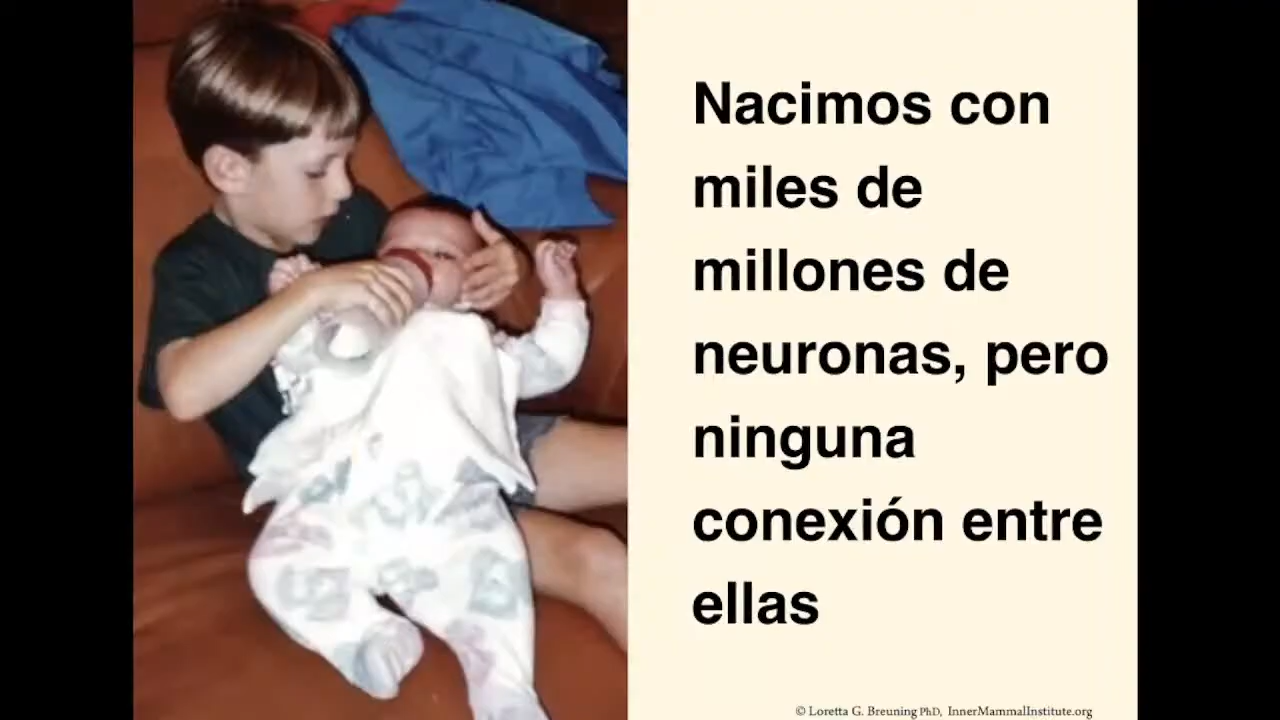 Nacimos con
miles de
millones de
neuronas, pero
ninguna
conexión entre
ellas
© Loretta G. Breuning PhD, InnerMammalInstitute.org